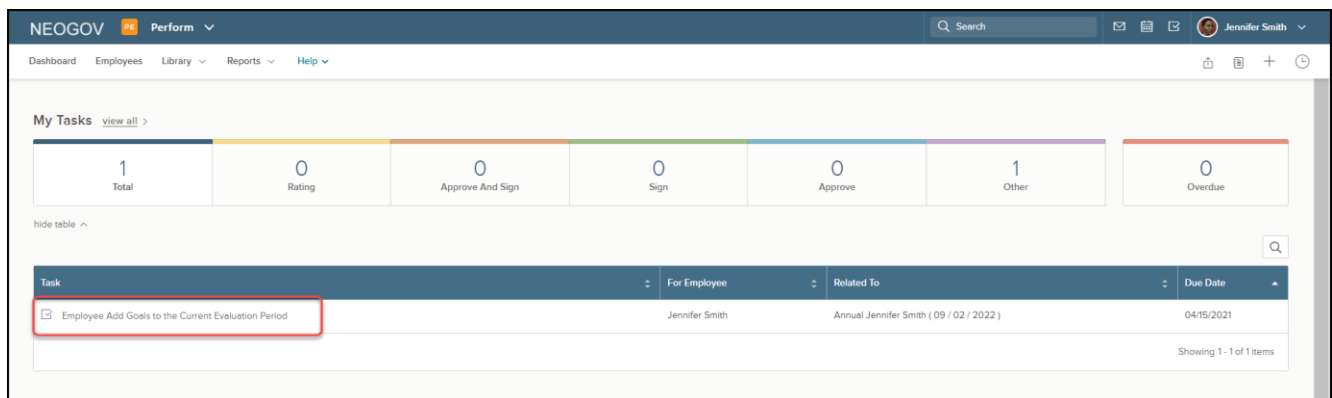 NEOGOV PE Perform Search Jennifer Smith
Dashboard Employees Library Reports Help
My Tasks view all >
1 0 0 0 0 1 0
Total Rating Approve And Sign Sign Approve Other Overdue
hide table
Task For Employee Related To Due Date
Employee Add Goals to the Current Evaluation Period Jennifer Smith Annual Jennifer Smith ( 09 / 02 / 2022 ) 04/15/2021
Showing 1 - 1 of 1 items